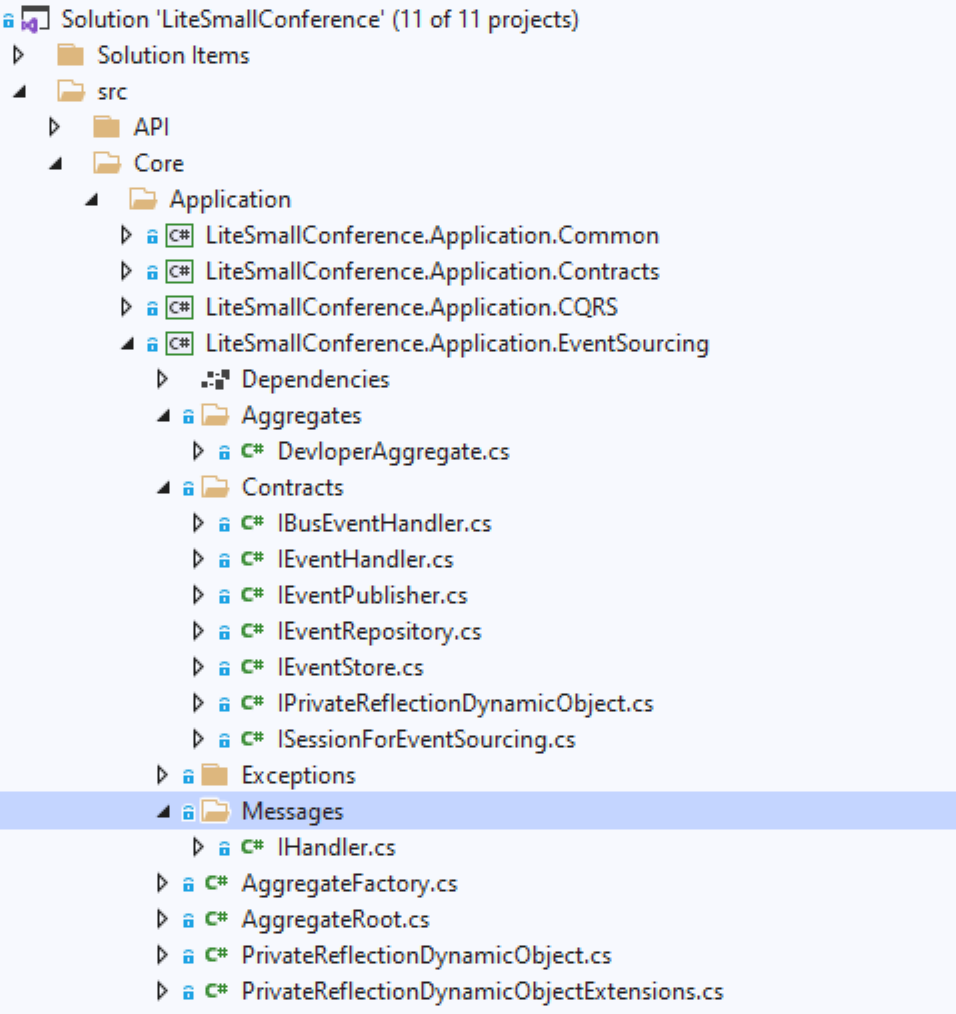 Solution 'LiteSmallConference' (11 of 11 projects)
Solution Items
src
API
Core
Application
C# LiteSmallConference.Application.Common
C# LiteSmallConference.Application.Contracts
C# LiteSmallConference.Application.CQRS
C# LiteSmallConference.Application.EventSourcing
Dependencies
Aggregates
C# DevloperAggregate.cs
Contracts
C# IBusEventHandler.cs
C# IEventHandler.cs
C# IEventPublisher.cs
C# IEventRepository.cs
C# IEventStore.cs
C# IPrivateReflectionDynamicObject.cs
C# ISessionForEventSourcing.cs
Exceptions
Messages
C# IHandler.cs
C# AggregateFactory.cs
C# AggregateRoot.cs
C# PrivateReflectionDynamicObject.cs
C# PrivateReflectionDynamicObjectExtensions.cs